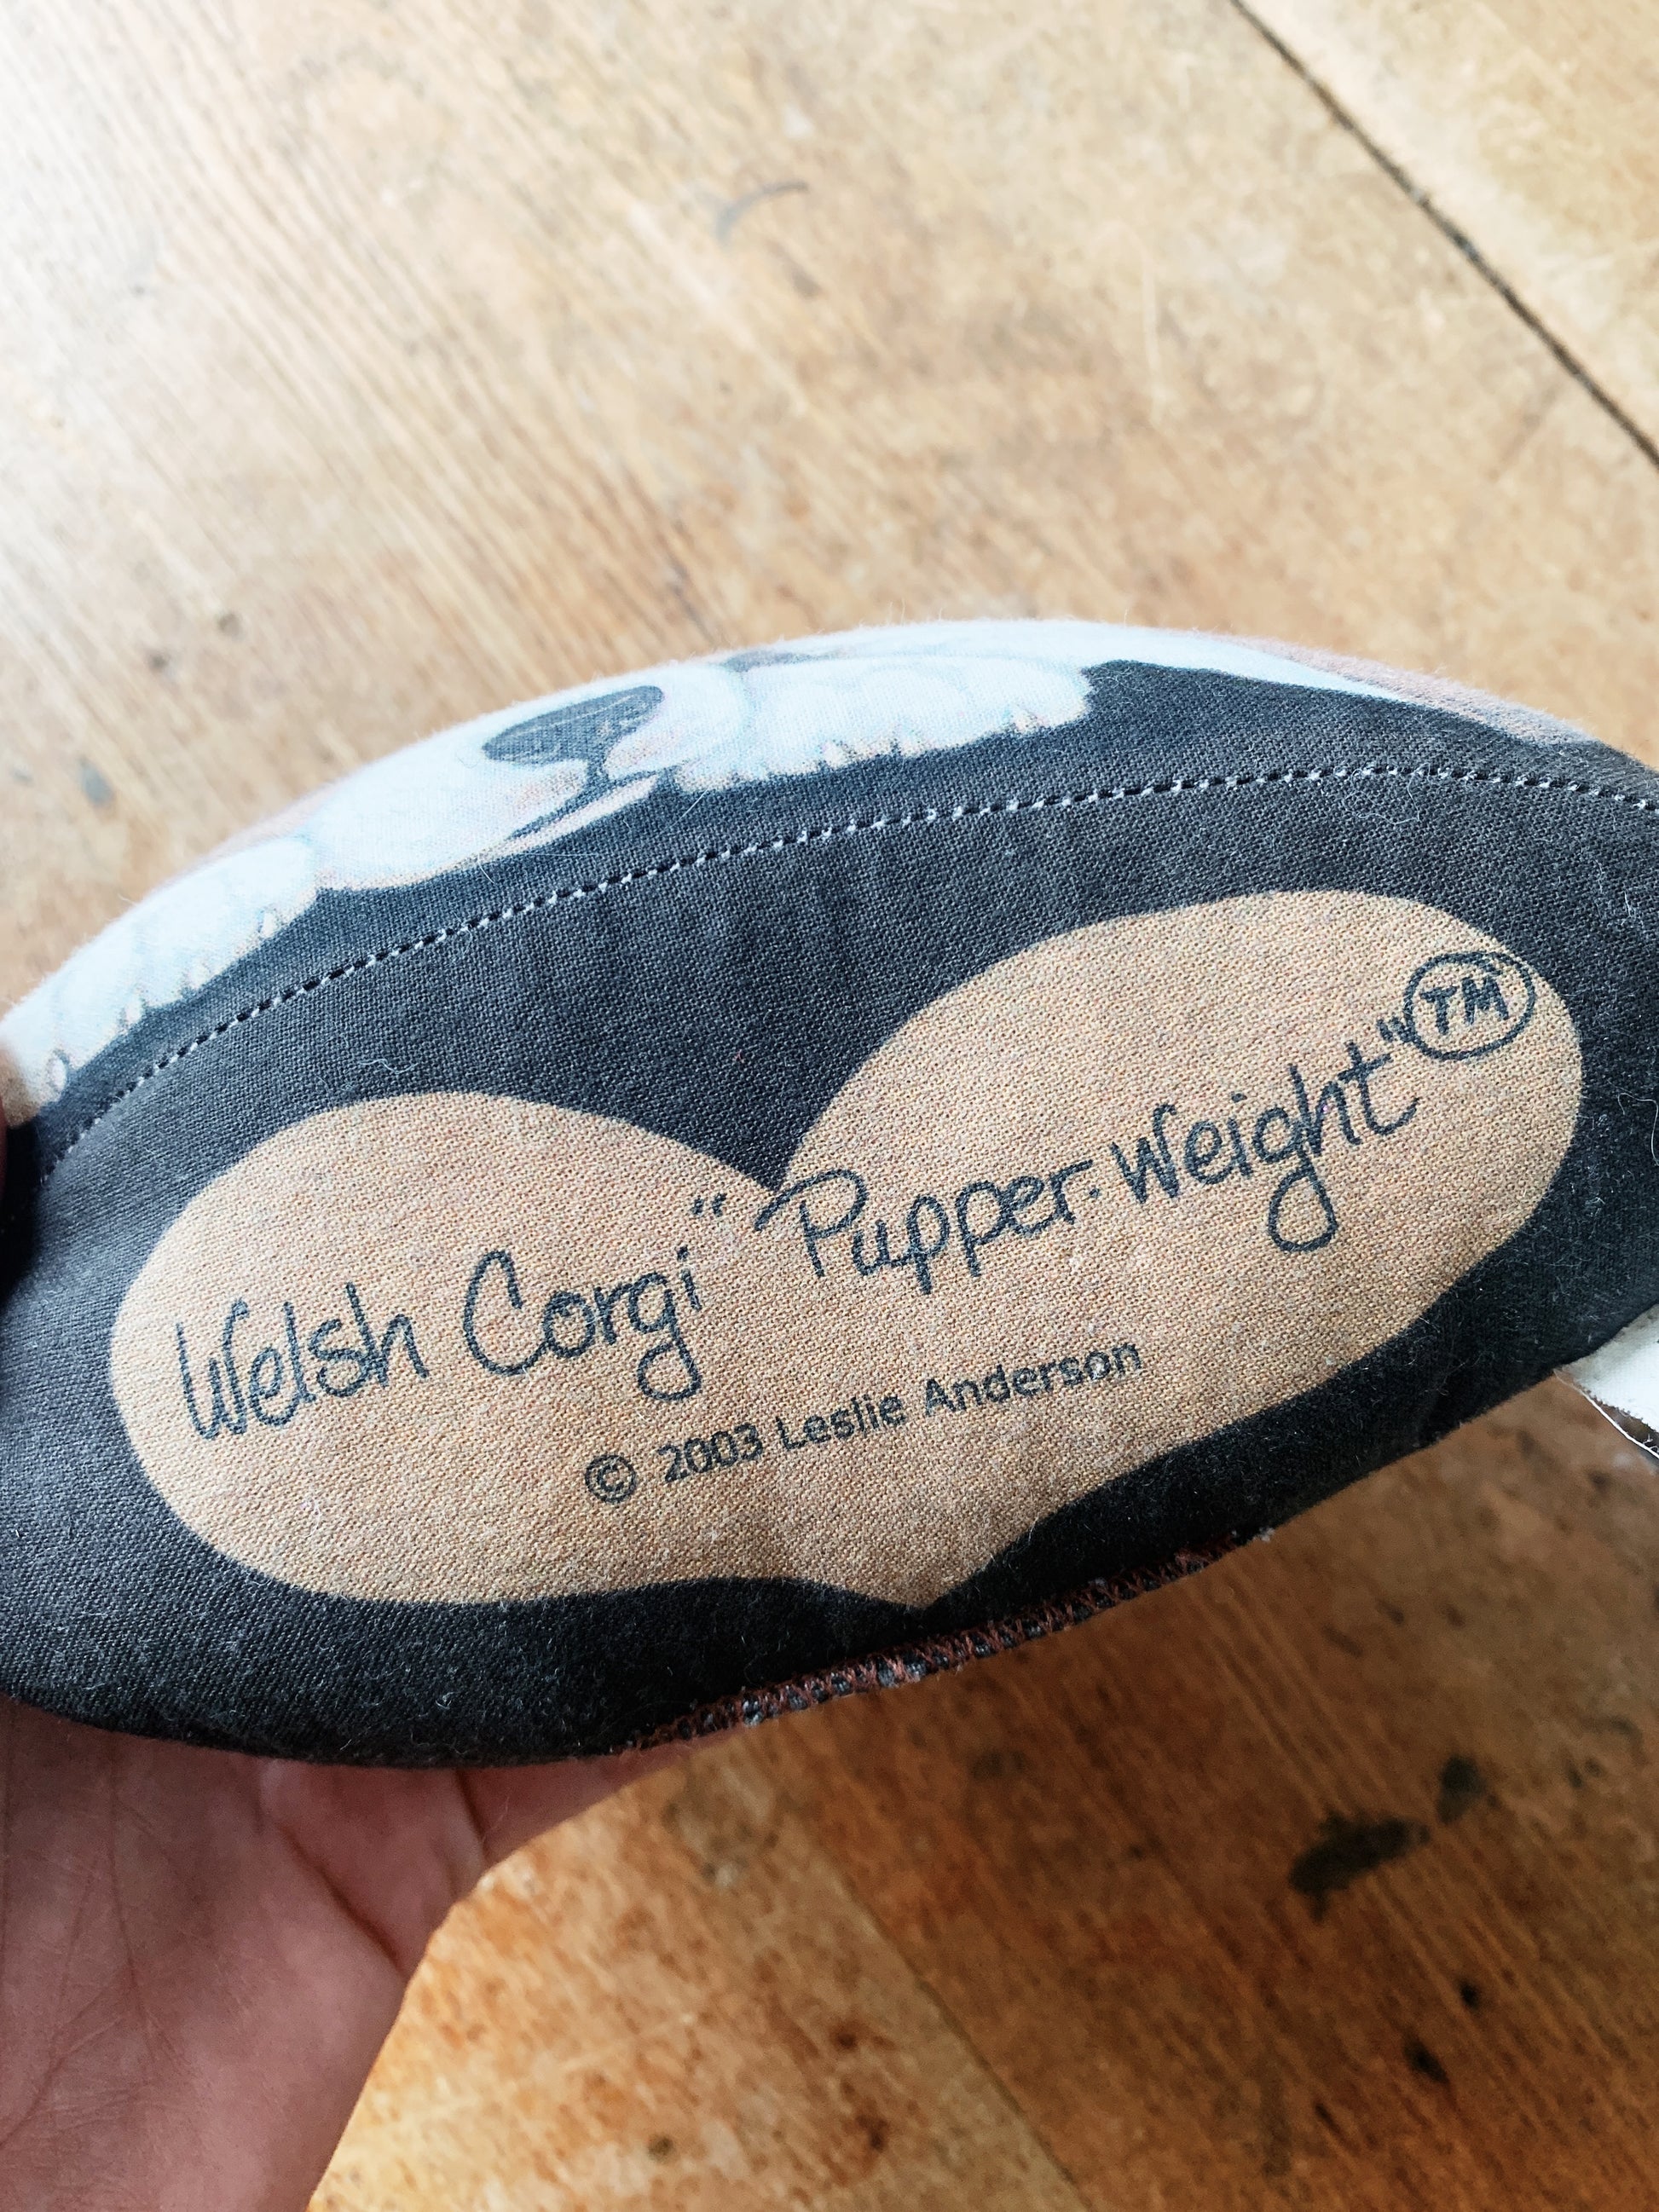 Welsh Corgi "Pupper-Weight" TM
© 2003 Leslie Anderson